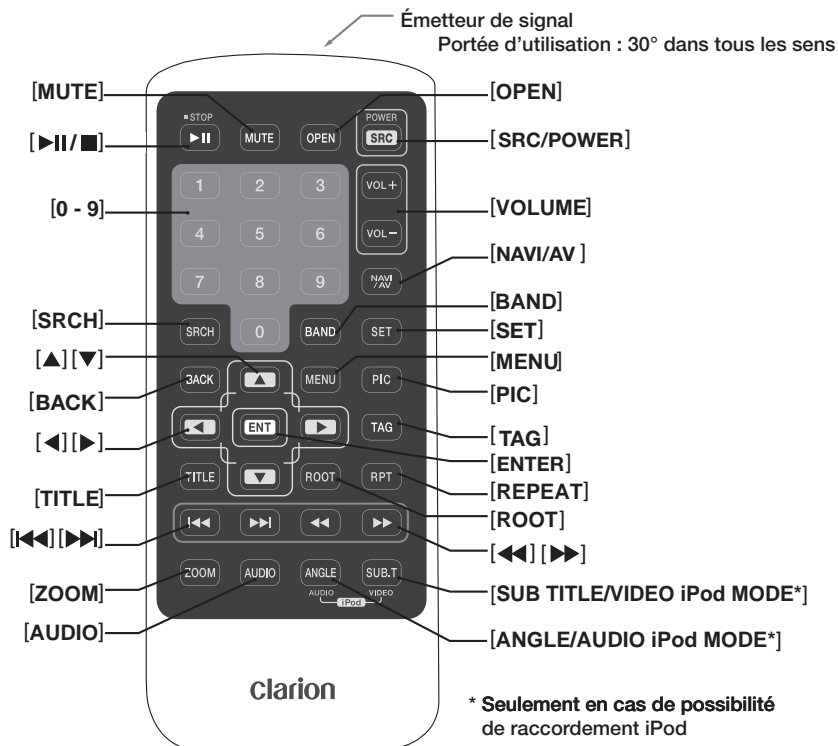 Émetteur de signal
Portée d'utilisation : 30° dans tous les sens
[MUTE]
[►II/■]
[0 - 9]
[SRCH]
[▲][▼]
[BACK]
[◄][►]
[TITLE]
[I◄◄][►►I]
[ZOOM]
[AUDIO]
■STOP
►II
MUTE
OPEN
POWER
SRC
1
2
3
VOL+
4
5
6
VOL−
7
8
9
NAVI
/AV
SRCH
0
BAND
SET
BACK
▲
MENU
PIC
◄
ENT
►
TAG
TITLE
▼
ROOT
RPT
I◄◄
►►I
◄◄
►►
ZOOM
AUDIO
ANGLE
SUB.T
AUDIO
iPod
VIDEO
clarion
[OPEN]
[SRC/POWER]
[VOLUME]
[NAVI/AV ]
[BAND]
[SET]
[MENU]
[PIC]
[TAG]
[ENTER]
[REPEAT]
[ROOT]
[◄◄][►►]
[SUB TITLE/VIDEO iPod MODE*]
[ANGLE/AUDIO iPod MODE*]
* Seulement en cas de possibilité
de raccordement iPod